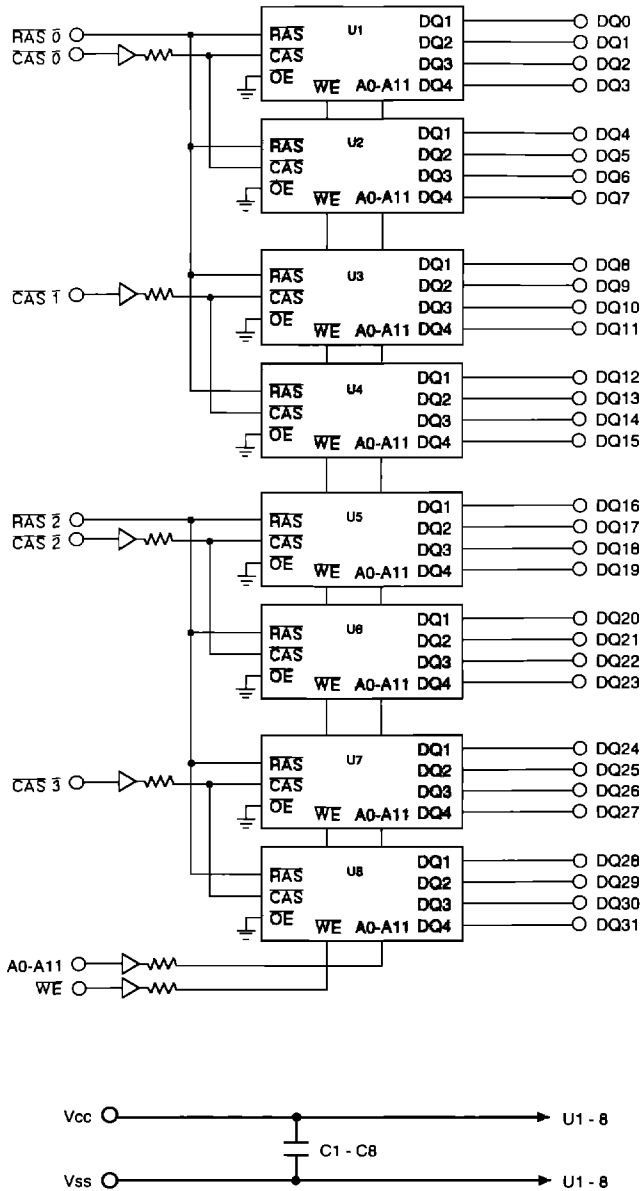 RAS 0
CAS 0
U1
RAS
CAS
OE
WE A0-A11
DQ1 DQ0
DQ2 DQ1
DQ3 DQ2
DQ4 DQ3
U2
RAS
CAS
OE
WE A0-A11
DQ1 DQ4
DQ2 DQ5
DQ3 DQ6
DQ4 DQ7
CAS 1
U3
RAS
CAS
OE
WE A0-A11
DQ1 DQ8
DQ2 DQ9
DQ3 DQ10
DQ4 DQ11
U4
RAS
CAS
OE
WE A0-A11
DQ1 DQ12
DQ2 DQ13
DQ3 DQ14
DQ4 DQ15
RAS 2
CAS 2
U5
RAS
CAS
OE
WE A0-A11
DQ1 DQ16
DQ2 DQ17
DQ3 DQ18
DQ4 DQ19
U6
RAS
CAS
OE
WE A0-A11
DQ1 DQ20
DQ2 DQ21
DQ3 DQ22
DQ4 DQ23
CAS 3
U7
RAS
CAS
OE
WE A0-A11
DQ1 DQ24
DQ2 DQ25
DQ3 DQ26
DQ4 DQ27
U8
RAS
CAS
OE
WE A0-A11
DQ1 DQ28
DQ2 DQ29
DQ3 DQ30
DQ4 DQ31
A0-A11
WE
Vcc U1 - 8
C1 - C8
Vss U1 - 8